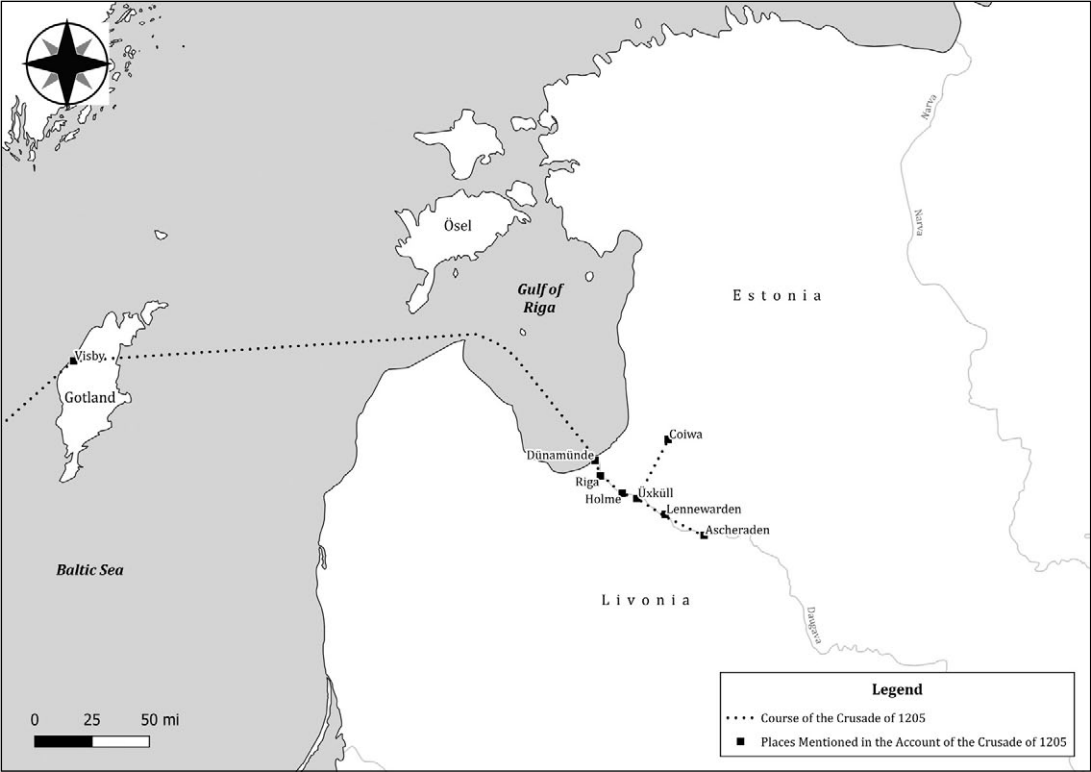 Narva
Narva
Ösel
Gulf of
Riga
Estonia
Visby
Gotland
Coiwa
Dünamünde
Riga
Holme
Üxküll
Lennewarden
Ascheraden
Baltic Sea
Livonia
Daugava
Legend
Course of the Crusade of 1205
Places Mentioned in the Account of the Crusade of 1205
0 25 50 mi